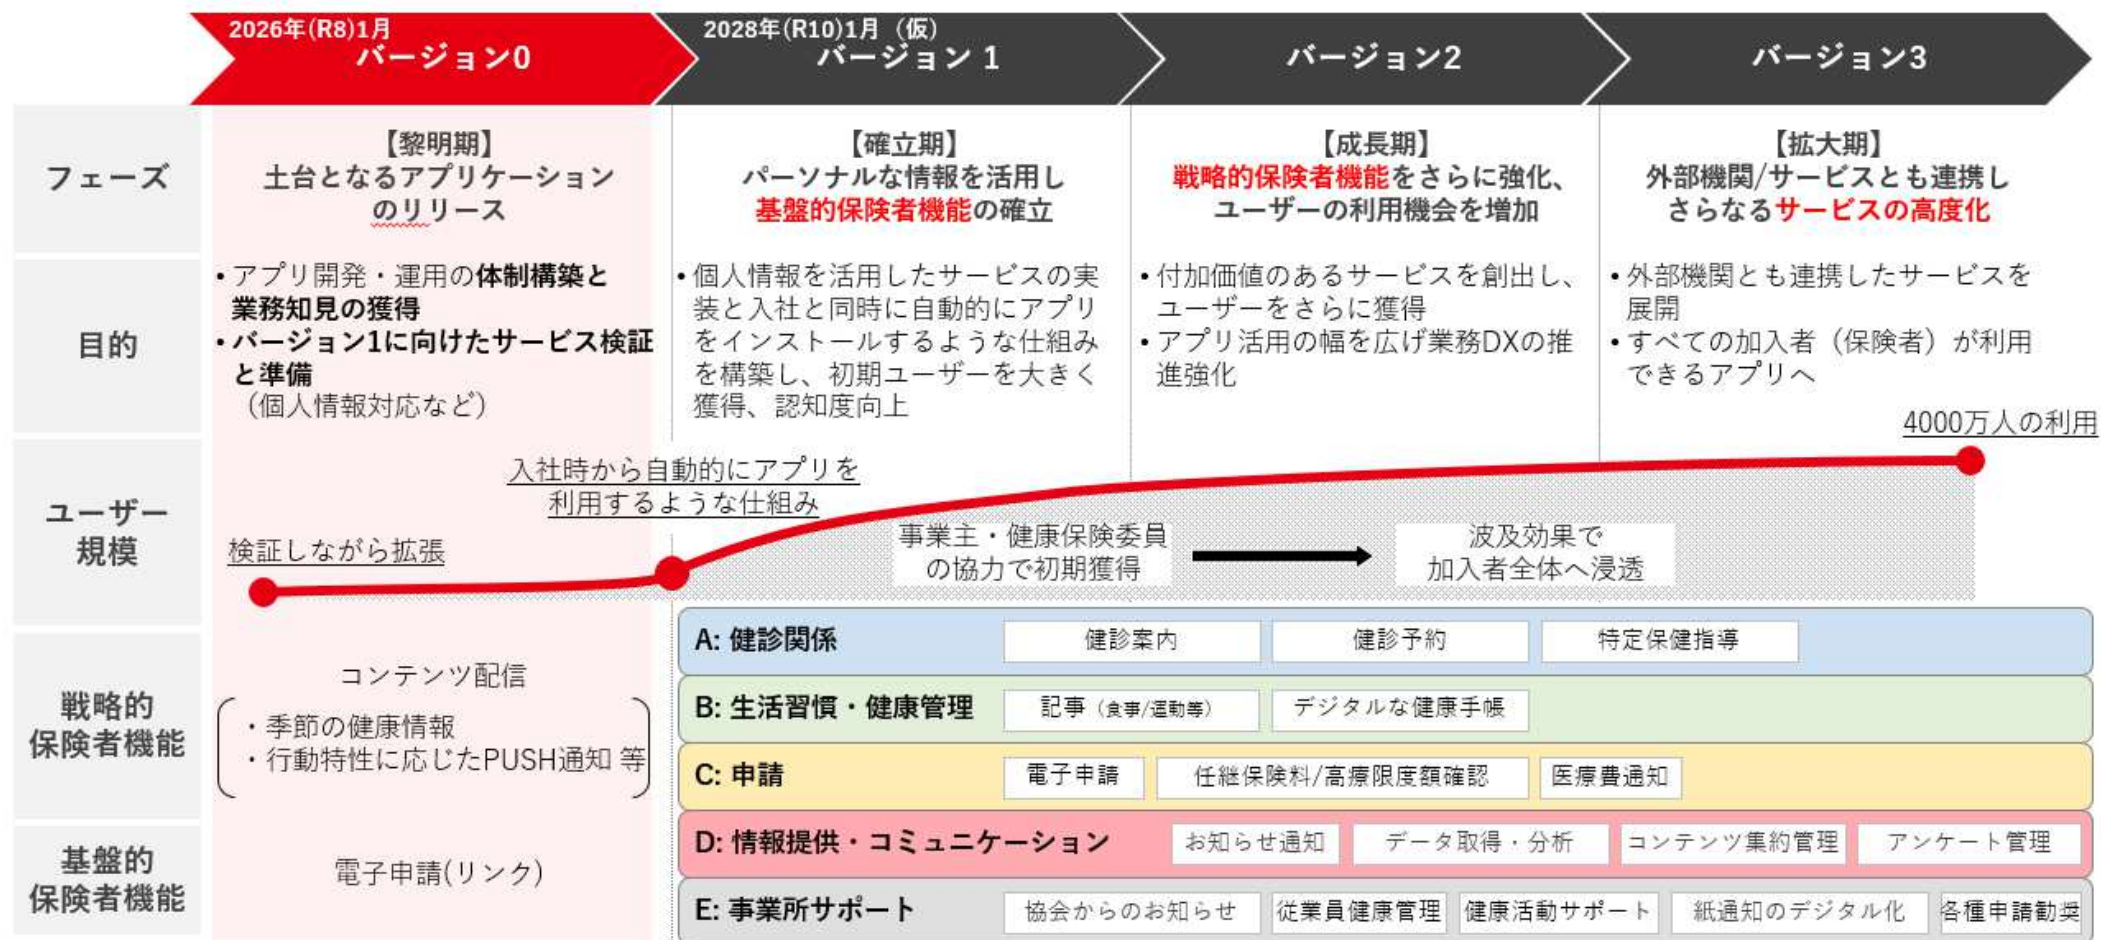 2026年(R8)1月
バージョン0
2028年(R10)1月（仮）
バージョン 1
バージョン2
バージョン3
フェーズ
【黎明期】
土台となるアプリケーション
のリリース
【確立期】
パーソナルな情報を活用し
基盤的保険者機能の確立
【成長期】
戦略的保険者機能をさらに強化、
ユーザーの利用機会を増加
【拡大期】
外部機関/サービスとも連携し
さらなるサービスの高度化
目的
•アプリ開発・運用の体制構築と
業務知見の獲得
•バージョン1に向けたサービス検証
と準備
（個人情報対応など）
•個人情報を活用したサービスの実
装と入社と同時に自動的にアプリ
をインストールするような仕組み
を構築し、初期ユーザーを大きく
獲得、認知度向上
•付加価値のあるサービスを創出し、
ユーザーをさらに獲得
•アプリ活用の幅を広げ業務DXの推
進強化
•外部機関とも連携したサービスを
展開
•すべての加入者（保険者）が利用
できるアプリへ
ユーザー
規模
検証しながら拡張
入社時から自動的にアプリを
利用するような仕組み
事業主・健康保険委員
の協力で初期獲得
波及効果で
加入者全体へ浸透
4000万人の利用
戦略的
保険者機能
コンテンツ配信
・季節の健康情報
・行動特性に応じたPUSH通知 等
基盤的
保険者機能
電子申請(リンク)
A: 健診関係
健診案内
健診予約
特定保健指導
B: 生活習慣・健康管理
記事（食事/運動等）
デジタルな健康手帳
C: 申請
電子申請
任継保険料/高療限度額確認
医療費通知
D: 情報提供・コミュニケーション
お知らせ通知
データ取得・分析
コンテンツ集約管理
アンケート管理
E: 事業所サポート
協会からのお知らせ
従業員健康管理
健康活動サポート
紙通知のデジタル化
各種申請勧奨